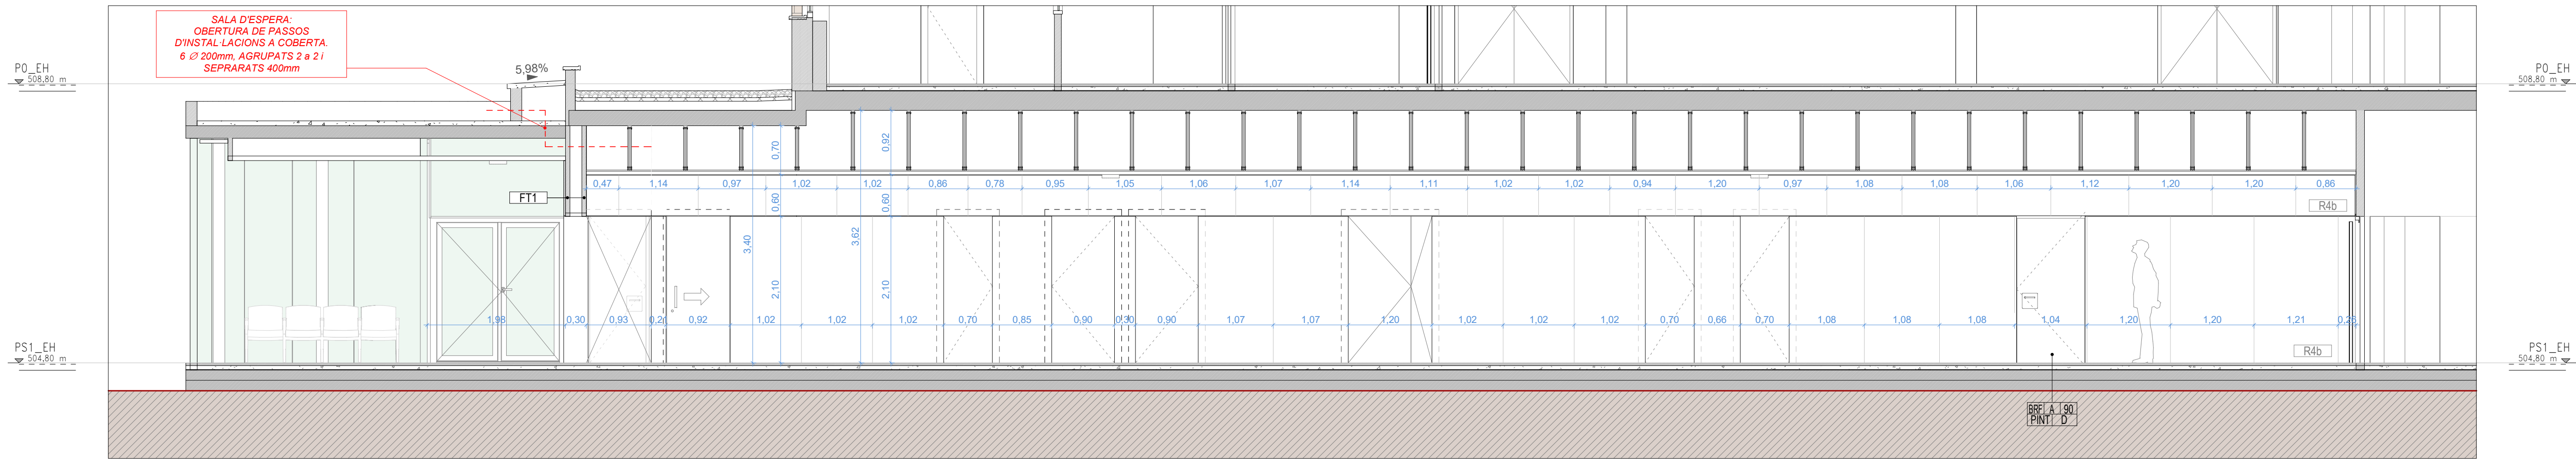 SALA D'ESPERA:
OBERTURA DE PASSOS
D'INSTAL·LACIONS A COBERTA.
6 Ø 200mm, AGRUPATS 2 a 2 i
SEPRARATS 400mm
5,98%
P0_EH
508,80 m
P0_EH
508,80 m
0,70
0,92
0,47 1,14 0,97 1,02 1,02 0,86 0,78 0,95 1,05 1,06 1,07 1,14 1,11 1,02 1,02 0,94 1,20 0,97 1,08 1,08 1,06 1,12 1,20 1,20 0,86
FT1
0,60
0,60
R4b
3,40
3,62
2,10
2,10
1,98 0,30 0,93 0,21 0,92 1,02 1,02 1,02 0,70 0,85 0,90 0,30 0,90 1,07 1,07 1,20 1,02 1,02 1,02 0,70 0,66 0,70 1,08 1,08 1,08 1,04 1,20 1,20 1,21 0,26
R4b
PS1_EH
504,80 m
PS1_EH
504,80 m
BRF A 90
PINT D